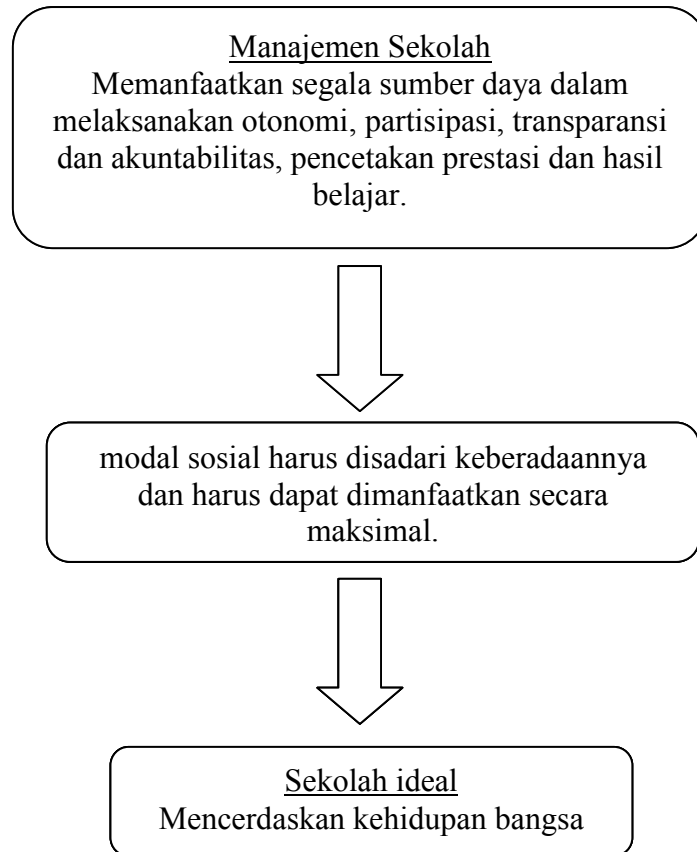 Manajemen Sekolah
Memanfaatkan segala sumber daya dalam
melaksanakan otonomi, partisipasi, transparansi
dan akuntabilitas, pencetakan prestasi dan hasil
belajar.
modal sosial harus disadari keberadaannya
dan harus dapat dimanfaatkan secara
maksimal.
Sekolah ideal
Mencerdaskan kehidupan bangsa